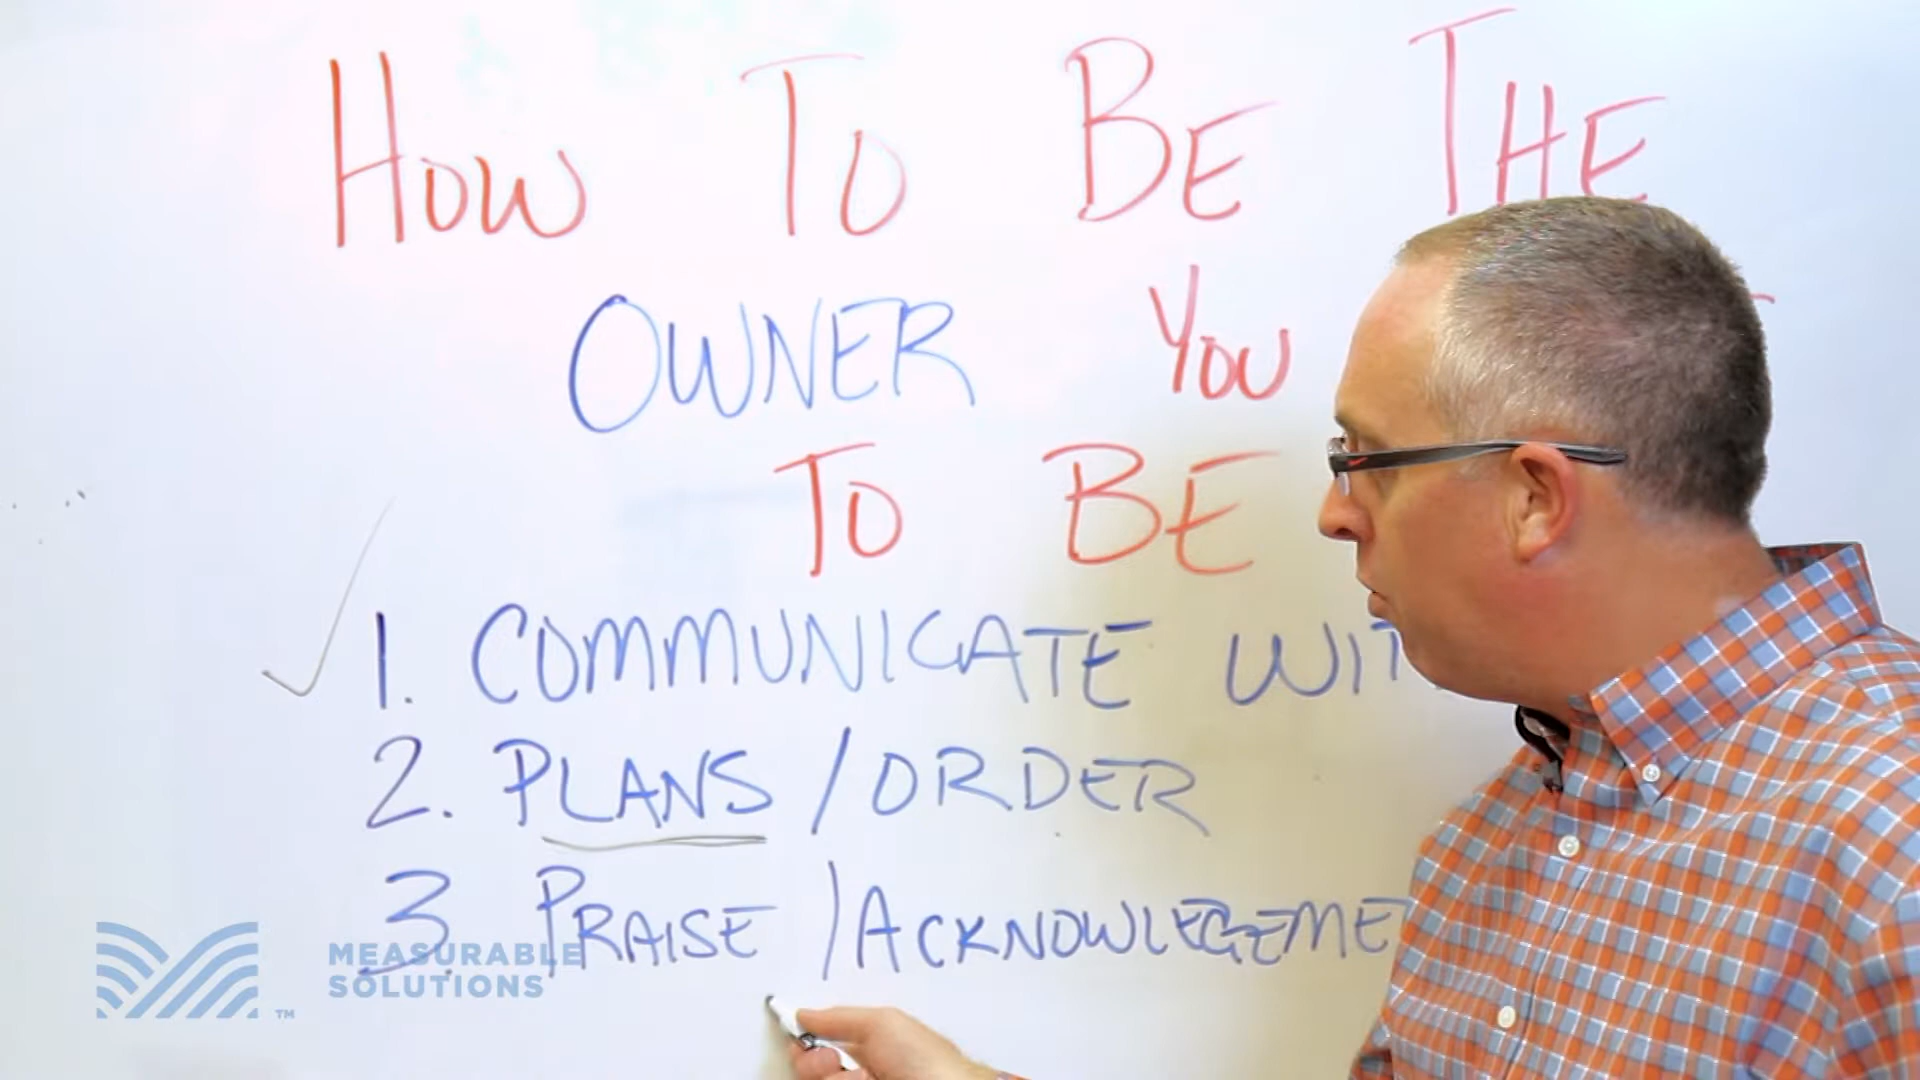 HOW TO BE THE
OWNER YOU
TO BE
1. COMMUNICATE WIT
2. PLANS / ORDER
3. PRAISE / ACKNOWLEGEME
MEASURABLE
SOLUTIONS
TM